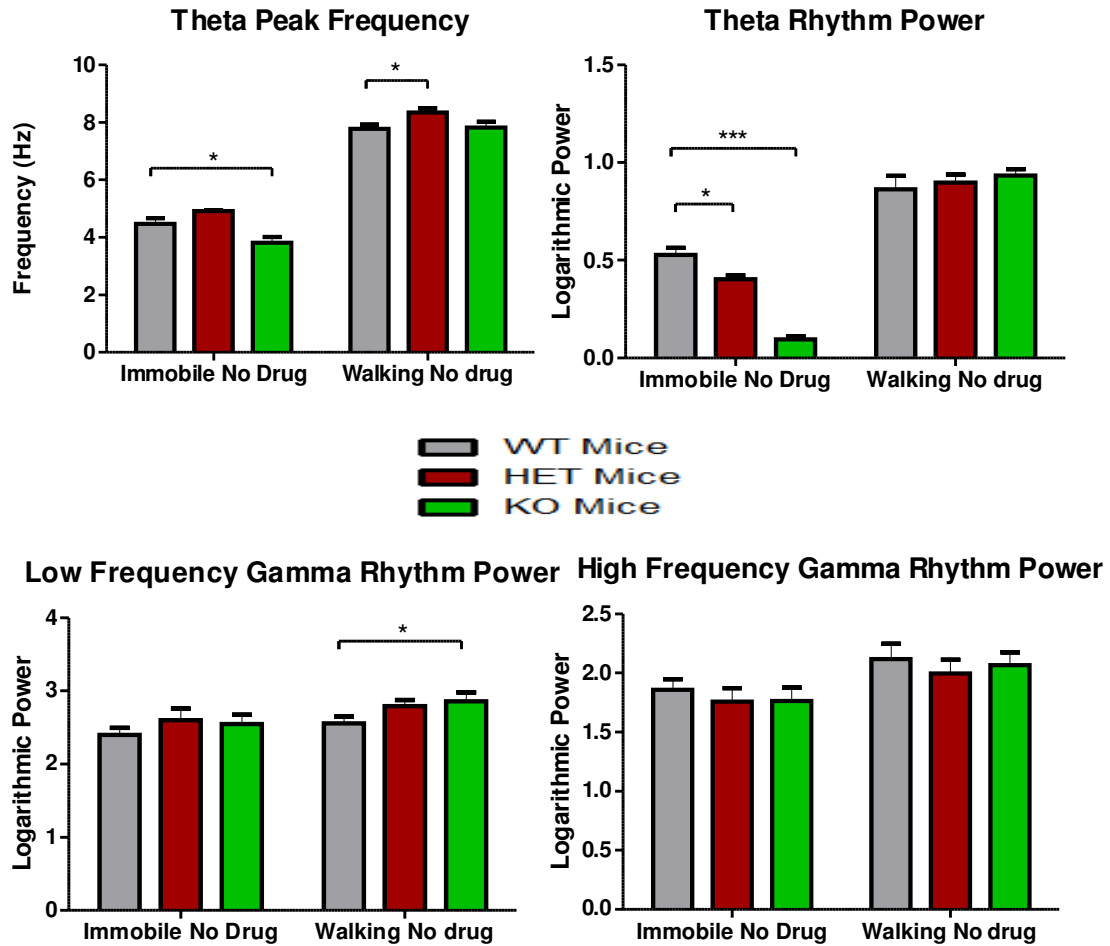 Theta Peak Frequency
Frequency (Hz)
10
8
6
4
2
0
*
*
Immobile No Drug
Walking No drug
Theta Rhythm Power
Logarithmic Power
1.5
1.0
0.5
0.0
***
*
Immobile No Drug
Walking No drug
WT Mice
HET Mice
KO Mice
Low Frequency Gamma Rhythm Power
Logarithmic Power
4
3
2
1
0
*
Immobile No Drug
Walking No drug
High Frequency Gamma Rhythm Power
Logarithmic Power
2.5
2.0
1.5
1.0
0.5
0.0
Immobile No Drug
Walking No drug